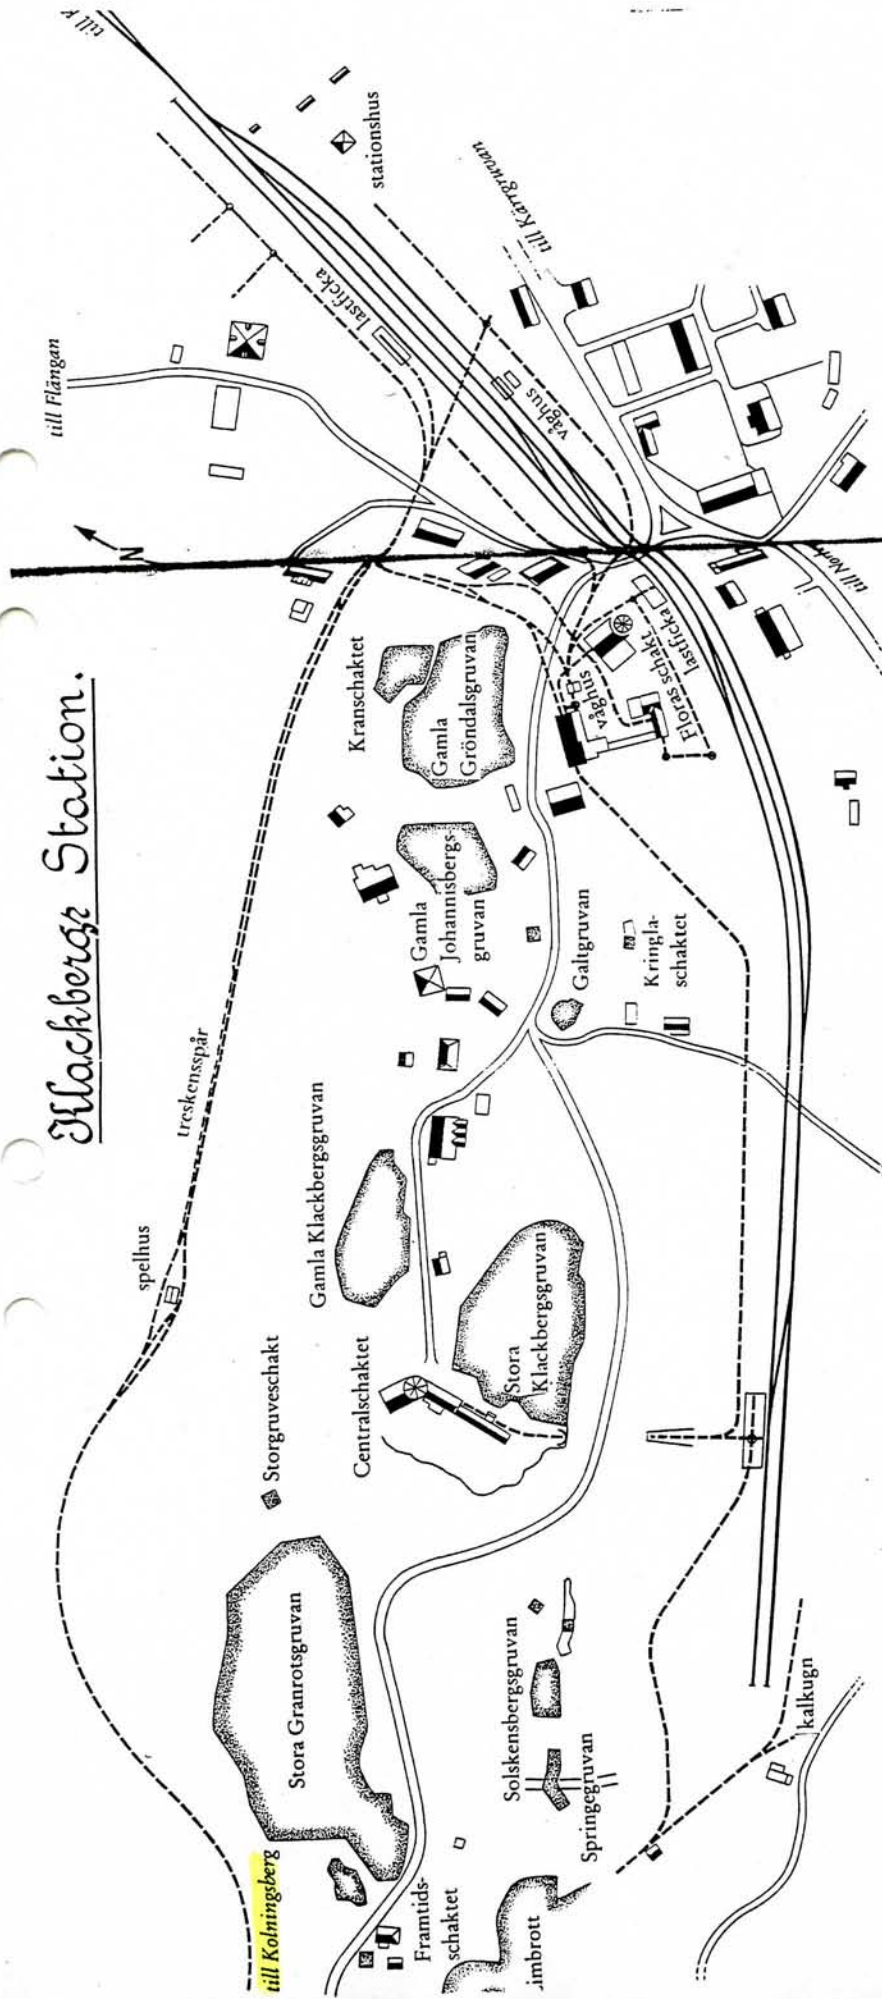 Klackbergs Station.
till Kolningsberg
Stora Granrotsgruvan
Storgruveschakt
spelhus
treskensspår
N
till Flängan
Framtids-
schaktet
Centralschaktet
Gamla Klackbergsgruvan
Gamla
Johannisbergs-
gruvan
Kranschaktet
Gamla
Gröndalsgruvan
lastficka
stationshus
Stora
Klackbergsgruvan
Solskensbergsgruvan
Springegruvan
imbrott
Galtgruvan
Kringla-
schaktet
våghus
Floras schakt
lastficka
våghus
till Kärrgruvan
till Norb
kalkugn
till K